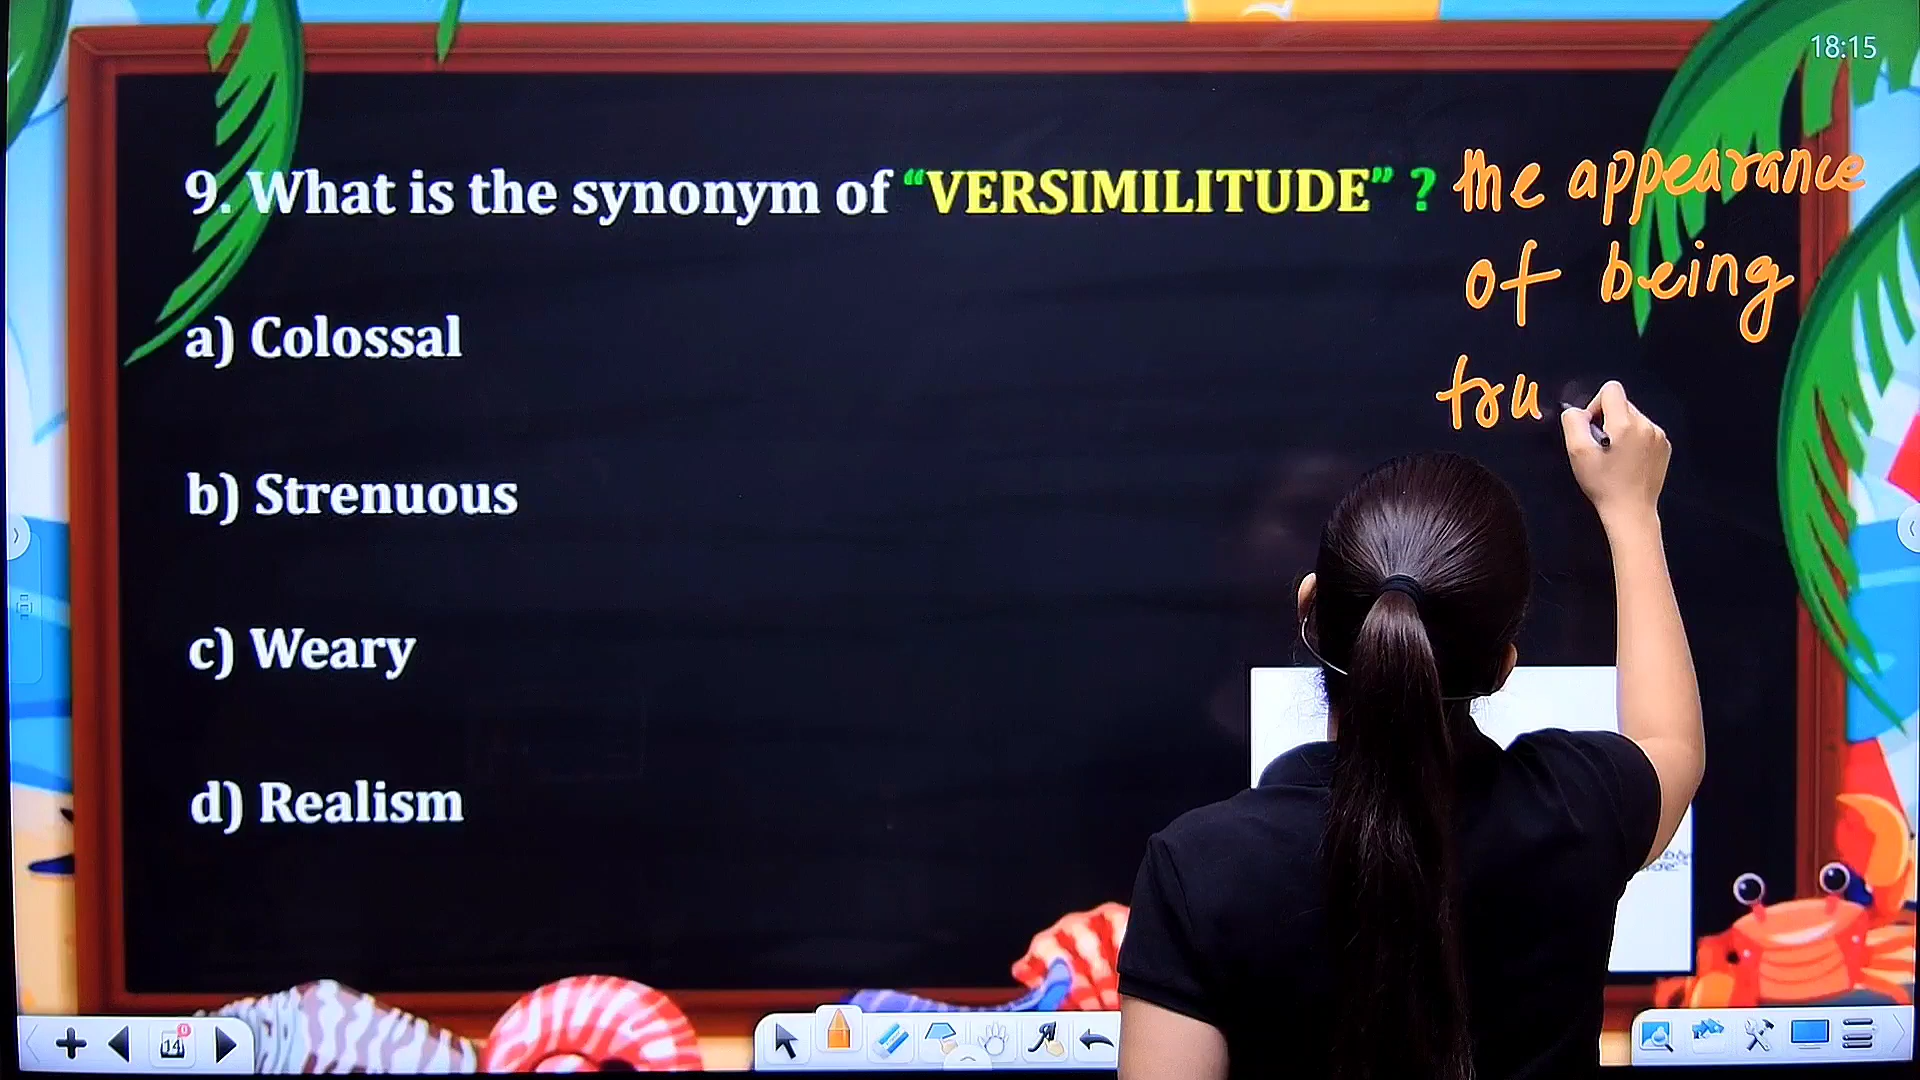 18:15
9. What is the synonym of “VERSIMILITUDE” ? the appearance
of being
tru
a) Colossal
b) Strenuous
c) Weary
d) Realism
14
0